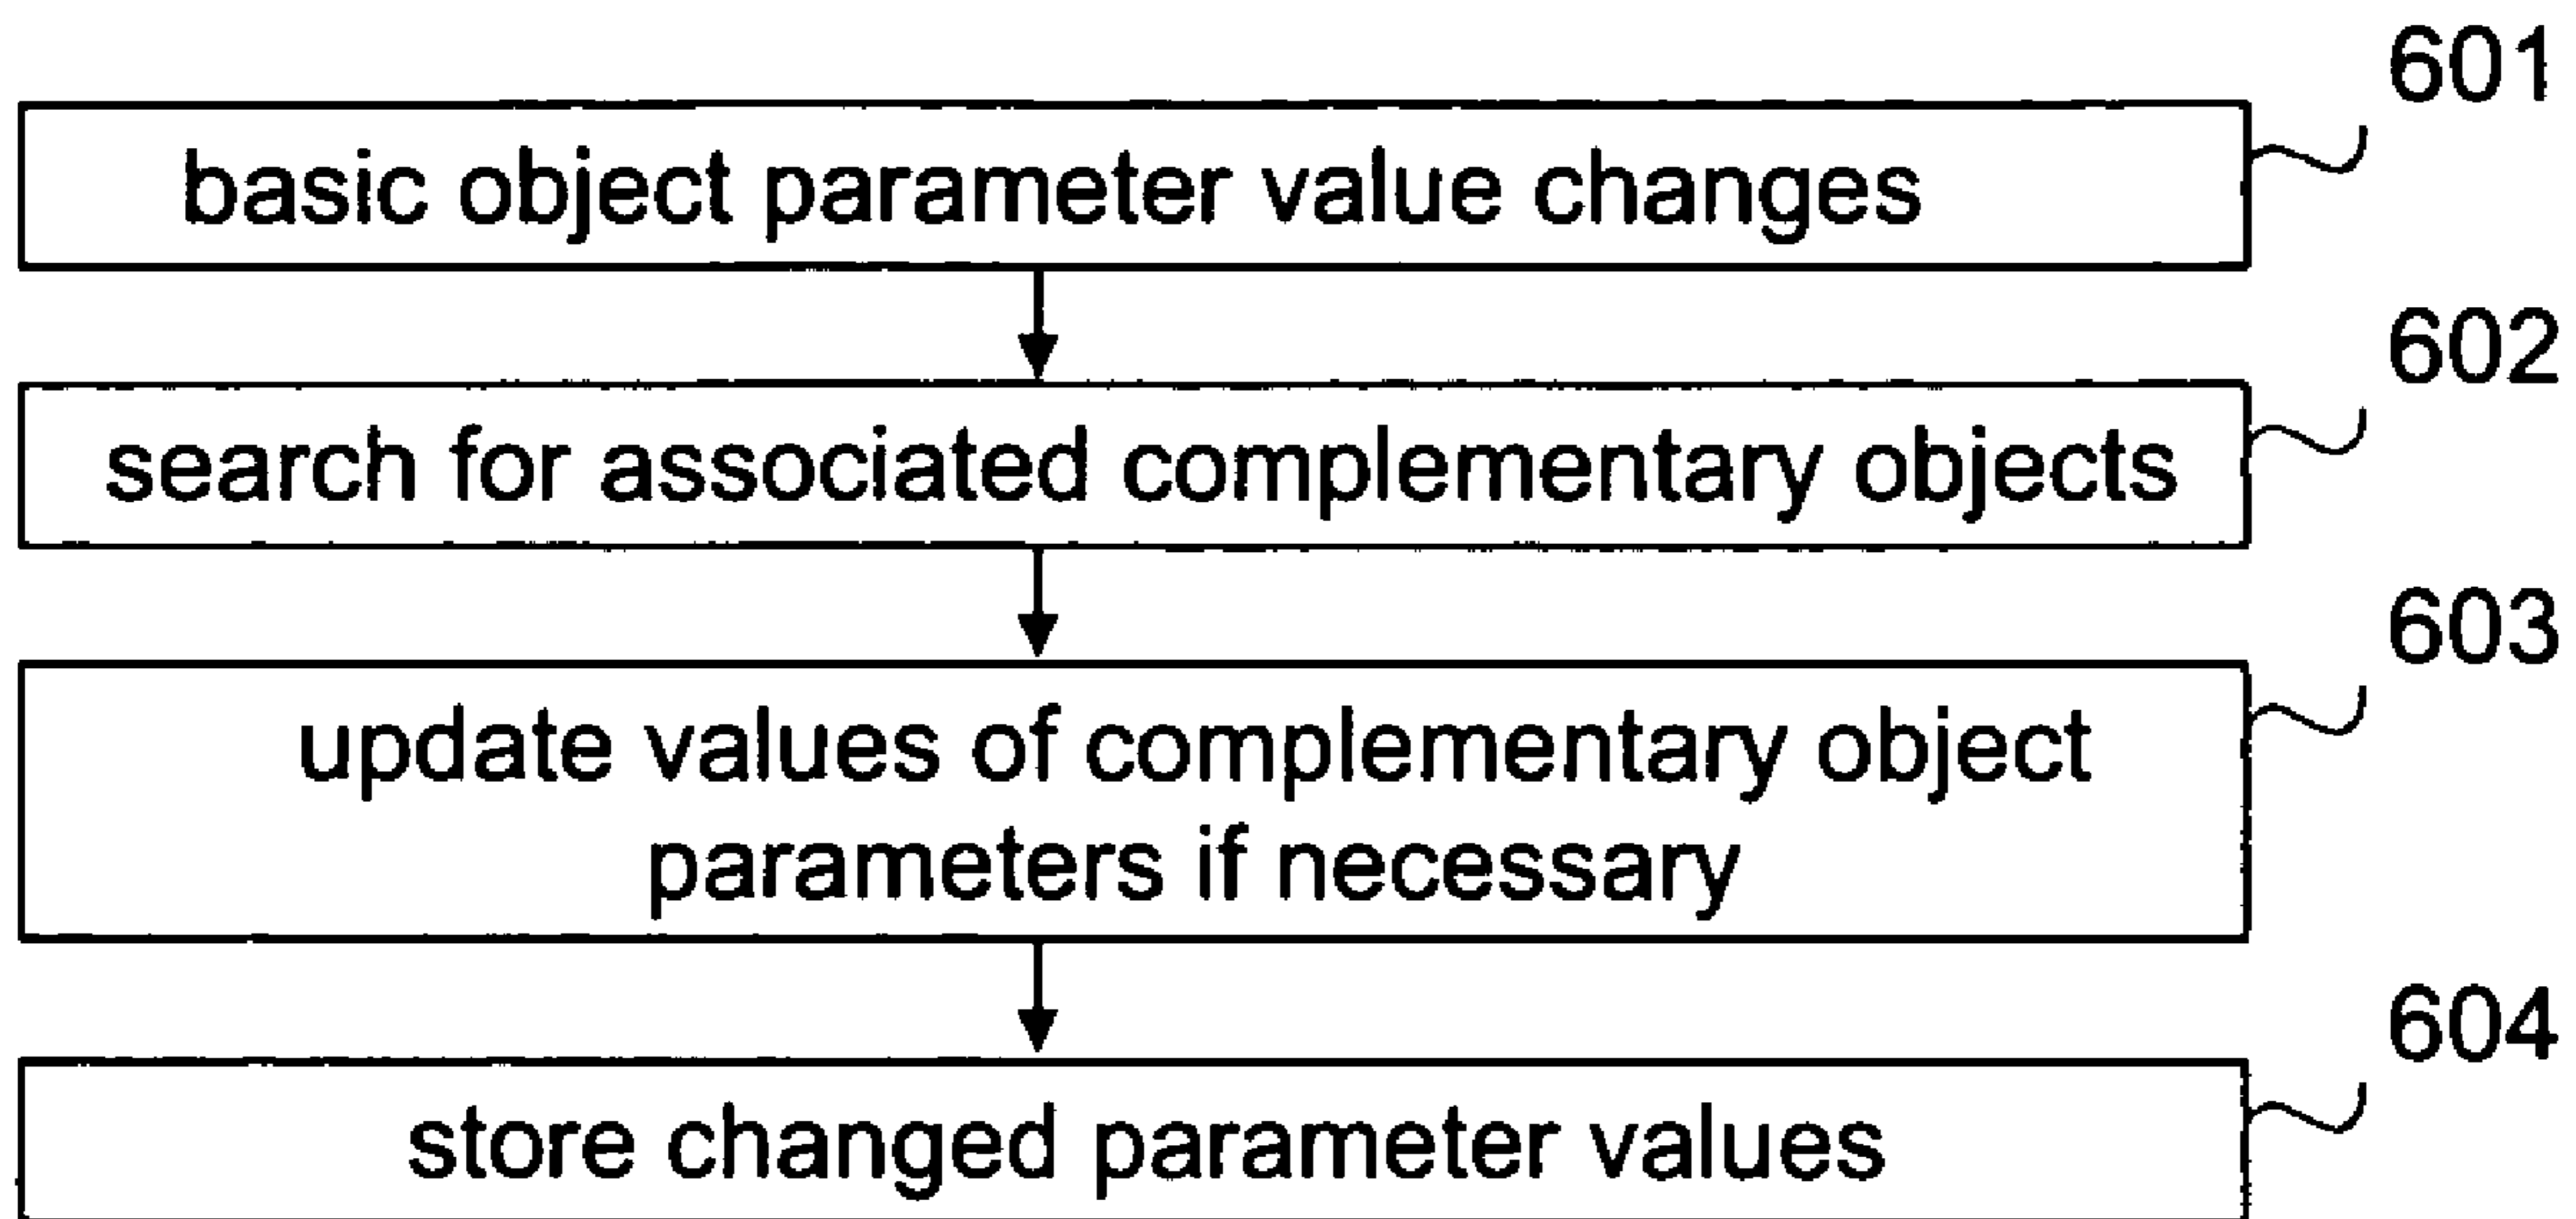 601
basic object parameter value changes
602
search for associated complementary objects
603
update values of complementary object
parameters if necessary
604
store changed parameter values